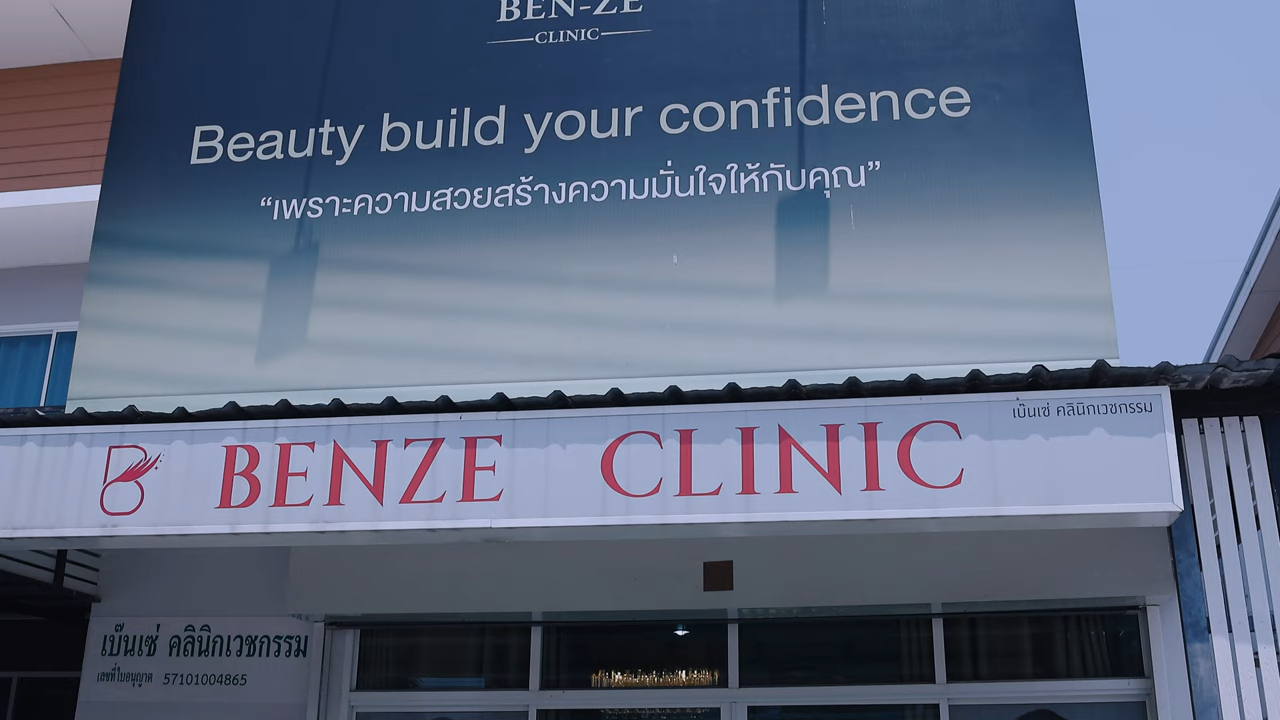 BEN-ZE
CLINIC
Beauty build your confidence
“เพราะความสวยสร้างความมั่นใจให้กับคุณ”
เบ๊นเซ่ คลินิกเวชกรรม
BENZE CLINIC
เบ๊นเซ่ คลินิกเวชกรรม
เลขที่ใบอนุญาต 57101004865